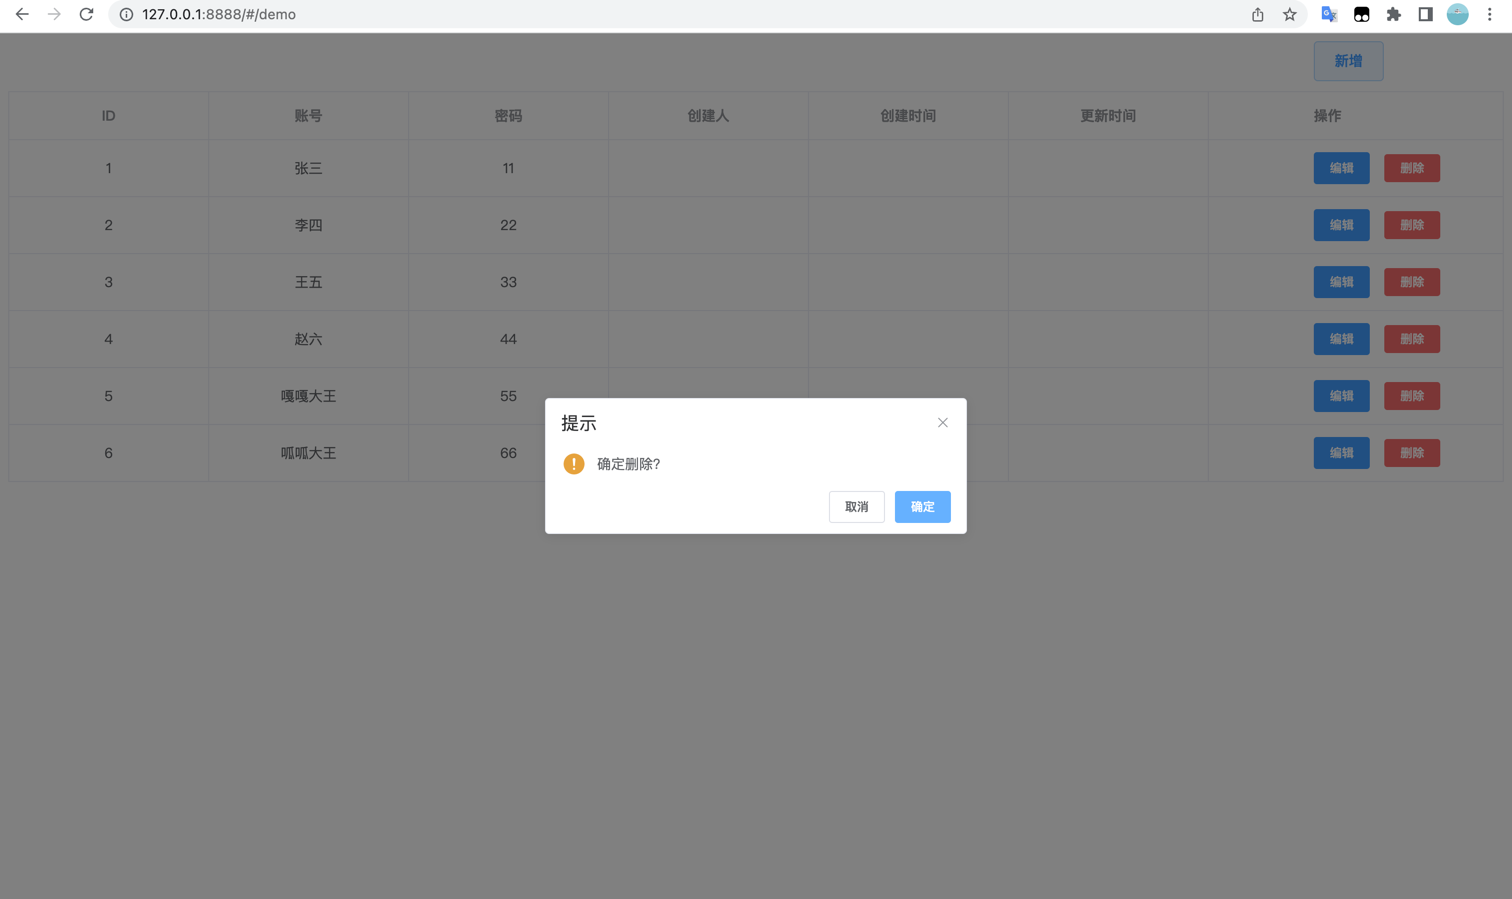 127.0.0.1:8888/#/demo
新增
ID 账号 密码 创建人 创建时间 更新时间 操作
1 张三 11 编辑 删除
2 李四 22 编辑 删除
3 王五 33 编辑 删除
4 赵六 44 编辑 删除
5 嘎嘎大王 55 编辑 删除
6 呱呱大王 66 编辑 删除
提示
确定删除?
取消 确定